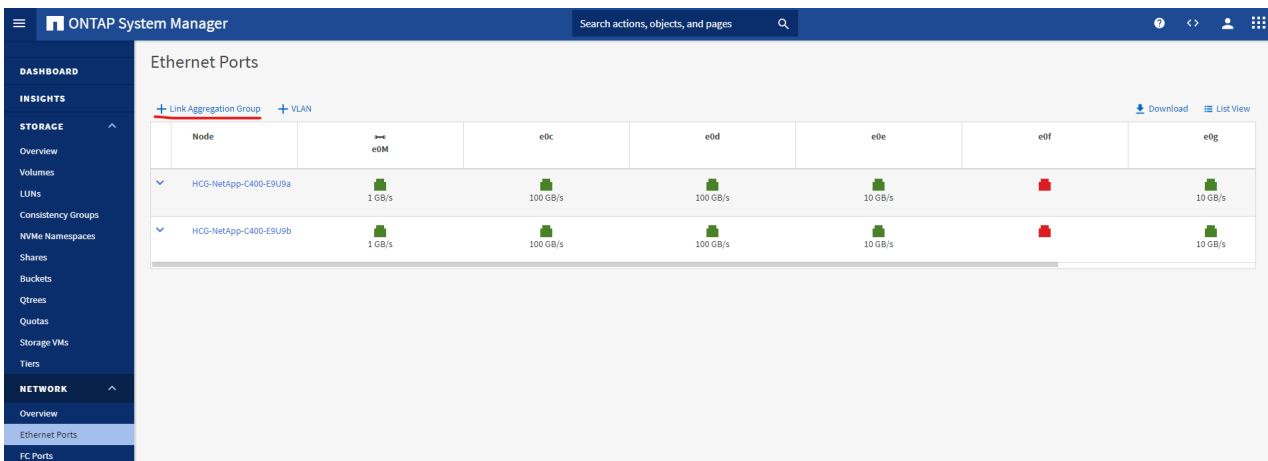 ONTAP System Manager
Search actions, objects, and pages
DASHBOARD
INSIGHTS
STORAGE
Overview
Volumes
LUNs
Consistency Groups
NVMe Namespaces
Shares
Buckets
Qtrees
Quotas
Storage VMs
Tiers
NETWORK
Overview
Ethernet Ports
FC Ports
Ethernet Ports
+ Link Aggregation Group + VLAN
Download List View
Node e0M e0c e0d e0e e0f e0g
HCG-NetApp-C400-E9U9a
1 GB/s 100 GB/s 100 GB/s 10 GB/s 10 GB/s
HCG-NetApp-C400-E9U9b
1 GB/s 100 GB/s 100 GB/s 10 GB/s 10 GB/s